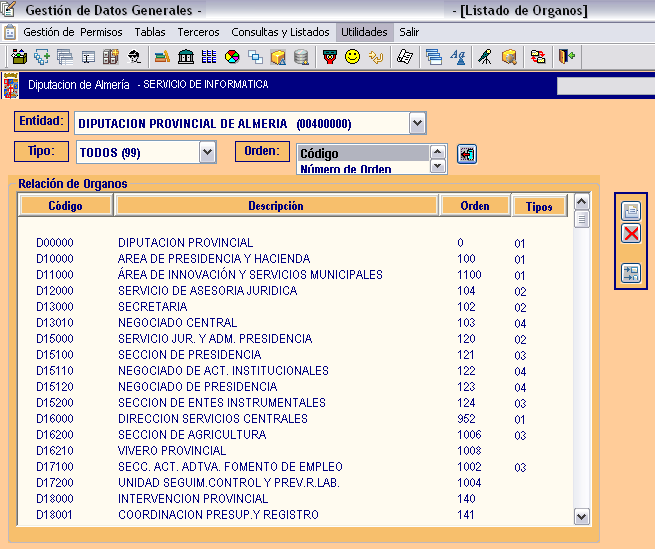 Gestión de Datos Generales - - [Listado de Organos]
Gestión de Permisos Tablas Terceros Consultas y Listados Utilidades Salir
Diputacion de Almería - SERVICIO DE INFORMATICA
Entidad: DIPUTACION PROVINCIAL DE ALMERIA (00400000)
Tipo: TODOS (99) Orden: Código
Número de Orden
Relación de Organos
Código Descripción Orden Tipos
D00000 DIPUTACION PROVINCIAL 0 01
D10000 AREA DE PRESIDENCIA Y HACIENDA 100 01
D11000 ÁREA DE INNOVACIÓN Y SERVICIOS MUNICIPALES 1100 01
D12000 SERVICIO DE ASESORIA JURIDICA 104 02
D13000 SECRETARIA 102 02
D13010 NEGOCIADO CENTRAL 103 04
D15000 SERVICIO JUR. Y ADM. PRESIDENCIA 120 02
D15100 SECCION DE PRESIDENCIA 121 03
D15110 NEGOCIADO DE ACT. INSTITUCIONALES 122 04
D15120 NEGOCIADO DE PRESIDENCIA 123 04
D15200 SECCION DE ENTES INSTRUMENTALES 124 03
D16000 DIRECCION SERVICIOS CENTRALES 952 01
D16200 SECCION DE AGRICULTURA 1006 03
D16210 VIVERO PROVINCIAL 1008
D17100 SECC. ACT. ADTVA. FOMENTO DE EMPLEO 1002 03
D17200 UNIDAD SEGUIM.CONTROL Y PREV.R.LAB. 1004
D18000 INTERVENCION PROVINCIAL 140
D18001 COORDINACION PRESUP.Y REGISTRO 141